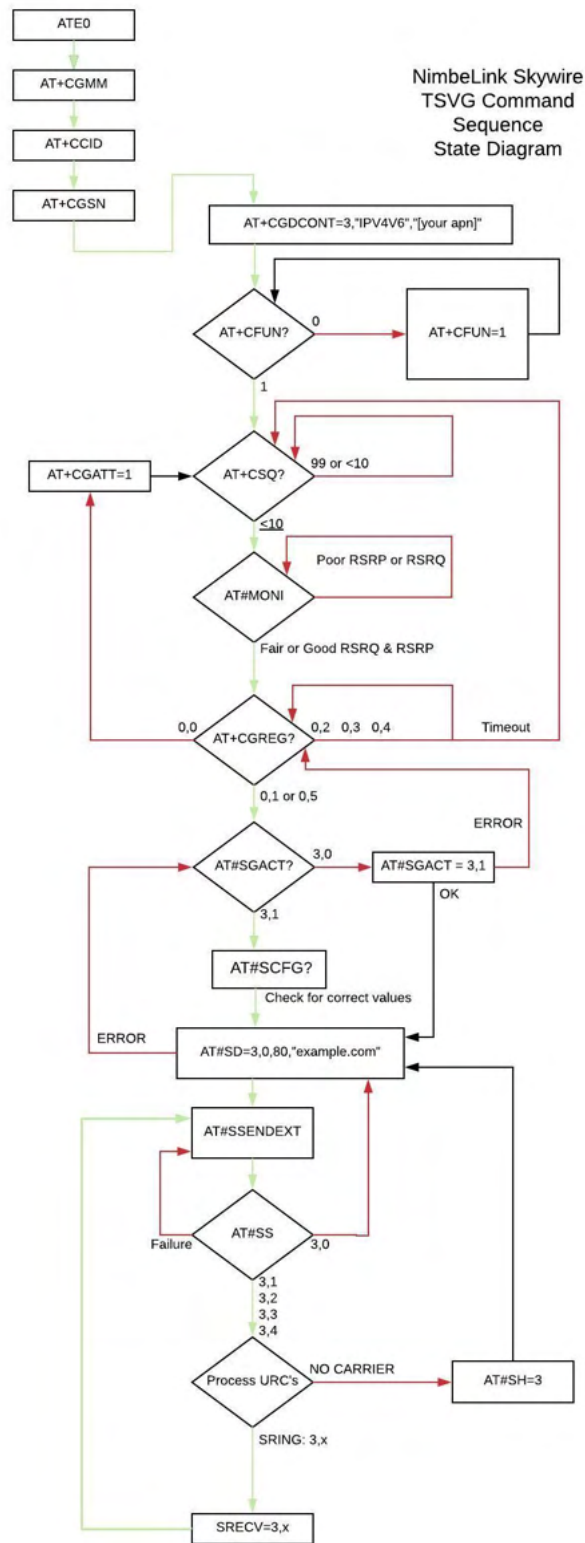 NimbeLink Skywire
TSVG Command
Sequence
State Diagram
ATE0
AT+CGMM
AT+CCID
AT+CGSN
AT+CGDCONT=3,"IPV4V6","[your apn]"
AT+CFUN?
0
AT+CFUN=1
1
AT+CGATT=1
AT+CSQ?
99 or <10
<10
AT#MONI
Poor RSRP or RSRQ
Fair or Good RSRQ & RSRP
0,0
AT+CGREG?
0,2 0,3 0,4
Timeout
0,1 or 0,5
ERROR
AT#SGACT?
3,0
AT#SGACT = 3,1
OK
3,1
AT#SCFG?
Check for correct values
ERROR
AT#SD=3,0,80,"example.com"
AT#SSENDEXT
AT#SS
Failure
3,0
3,1
3,2
3,3
3,4
Process URC's
NO CARRIER
AT#SH=3
SRING: 3,x
SRECV=3,x